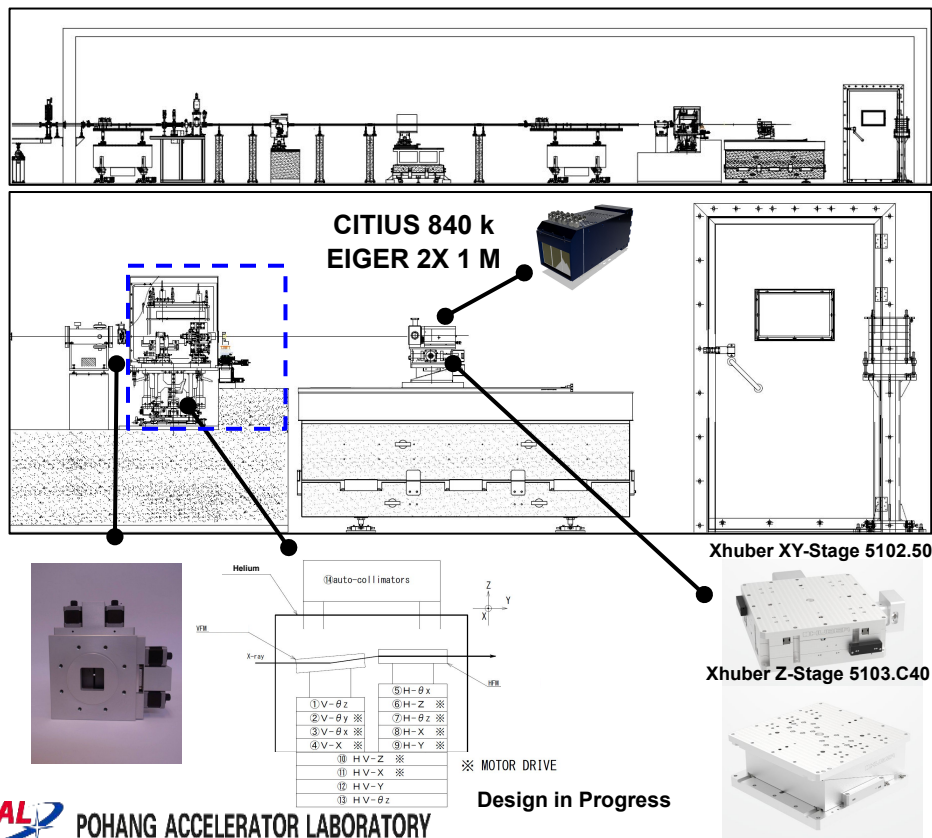 CITIUS 840 k
EIGER 2X 1 M
Xhuber XY-Stage 5102.50
Helium
⑭auto-collimators
Z
Y
X
VFM
X-ray
HFM
Xhuber Z-Stage 5103.C40
⑤H-θx
①V-θz
⑥H-Z ※
②V-θy ※
⑦H-θz ※
③V-θx ※
⑧H-X ※
④V-X ※
⑨H-Y ※
⑩ HV-Z ※
⑪ HV-X ※
※ MOTOR DRIVE
⑫ HV-Y
⑬ HV-θz
Design in Progress
AL
POHANG ACCELERATOR LABORATORY